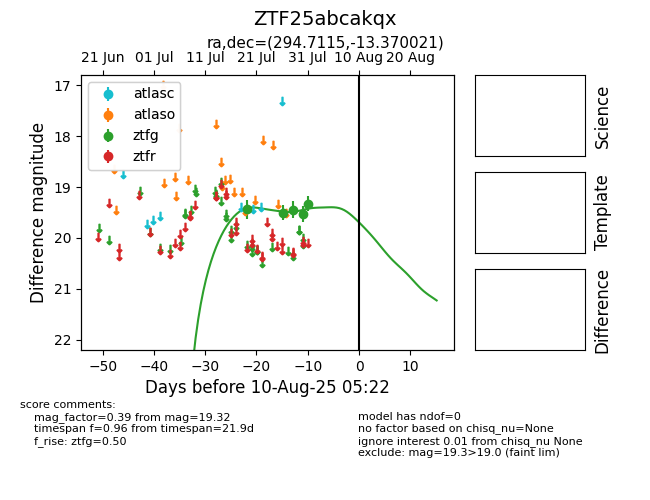 ZTF25abcakqx
ra,dec=(294.7115,-13.370021)
21 Jun 01 Jul 11 Jul 21 Jul 31 Jul 10 Aug 20 Aug
atlasc
atlaso
ztfg
ztfr
17
18
19
20
21
22
Difference magnitude
−50 −40 −30 −20 −10 0 10
Days before 10-Aug-25 05:22
Science
Template
Difference
score comments:
mag_factor=0.39 from mag=19.32
timespan f=0.96 from timespan=21.9d
f_rise: ztfg=0.50
model has ndof=0
no factor based on chisq_nu=None
ignore interest 0.01 from chisq_nu None
exclude: mag=19.3>19.0 (faint lim)